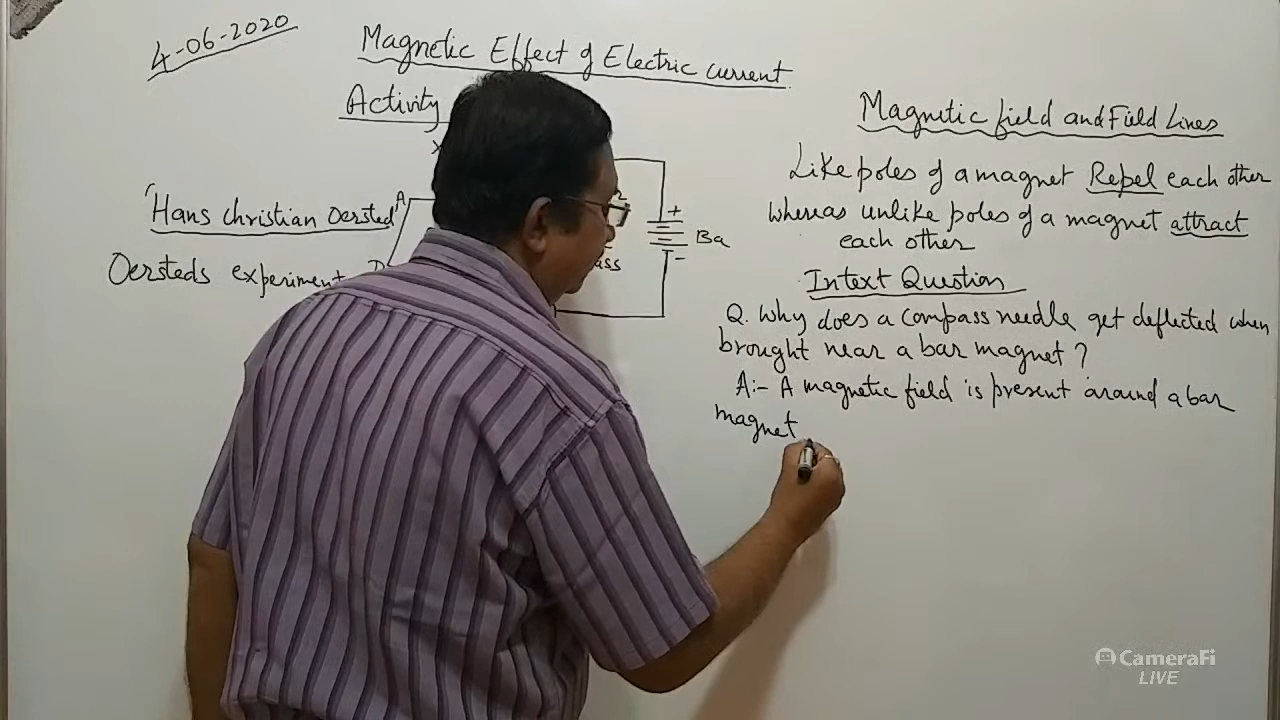 4-06-2020
Magnetic Effect of Electric current
Activity
A
'Hans Christian Oersted'
Oersteds experiment
+
Ba
-
ass
Magnetic field and Field Lines
Like poles of a magnet Repel each other
whereas unlike poles of a magnet attract
each other
Intext Question
Q. Why does a compass needle get deflected when
brought near a bar magnet?
A:- A magnetic field is present around a bar
magnet
CameraFi
LIVE